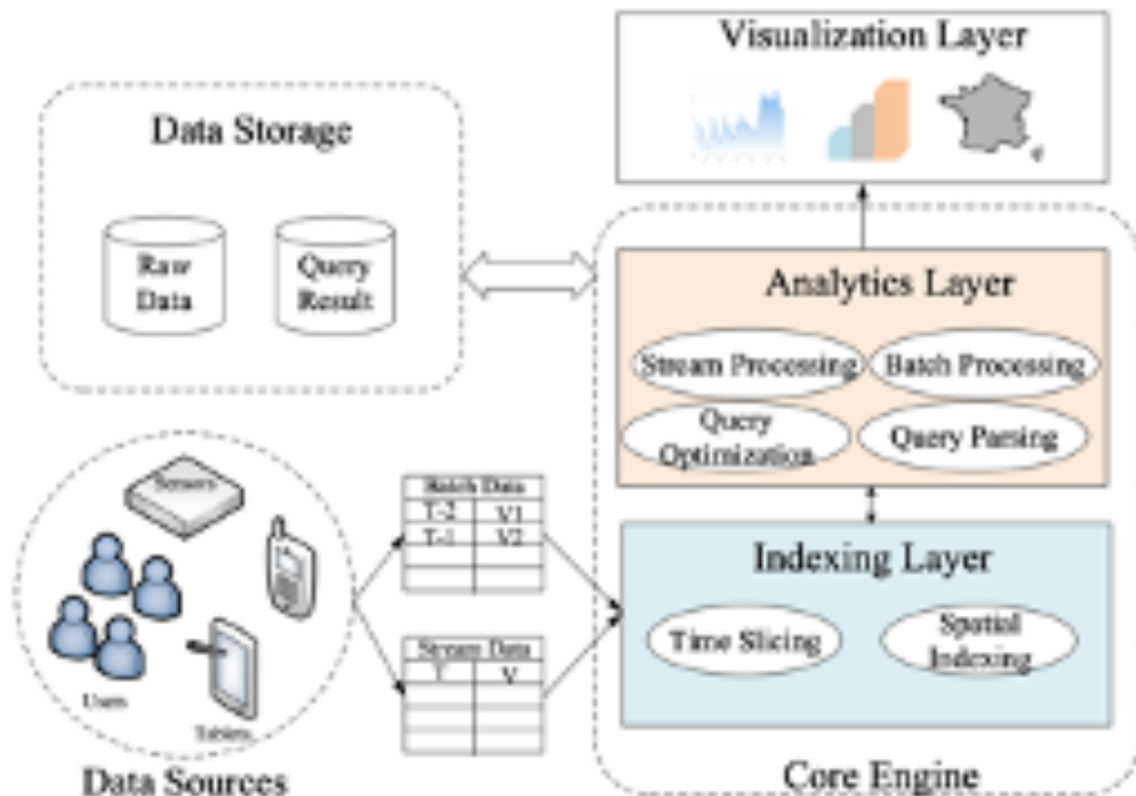 Visualization Layer
Data Storage
Raw
Data
Query
Result
Analytics Layer
Stream Processing
Batch Processing
Query
Optimization
Query Parsing
Sensors
Users
Tablets
Data Sources
Batch Data
T-2 V1
T-1 V2
Stream Data
T V
Indexing Layer
Time Slicing
Spatial
Indexing
Core Engine